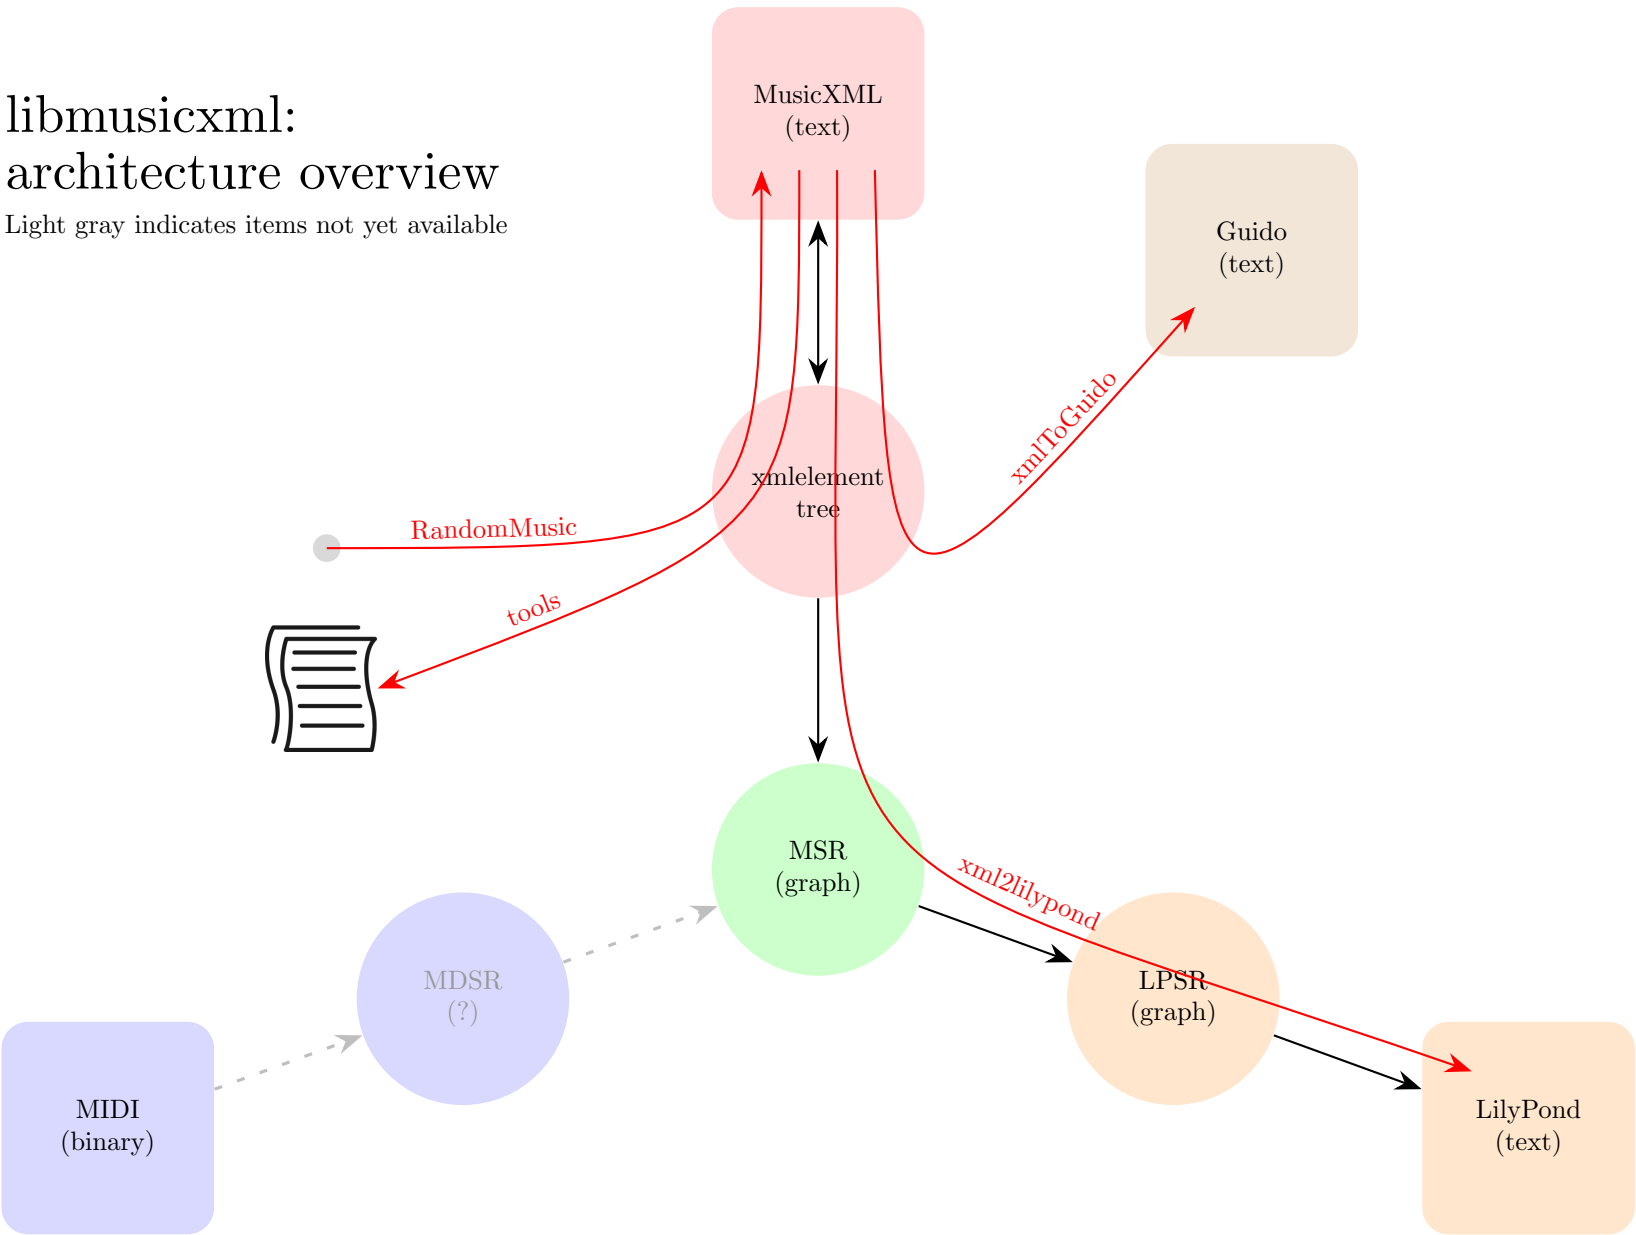 libmusicxml:
architecture overview
Light gray indicates items not yet available
MusicXML
(text)
Guido
(text)
xmlToGuido
xmlelement
tree
RandomMusic
tools
MSR
(graph)
xml2lilypond
MDSR
(?)
LPSR
(graph)
MIDI
(binary)
LilyPond
(text)